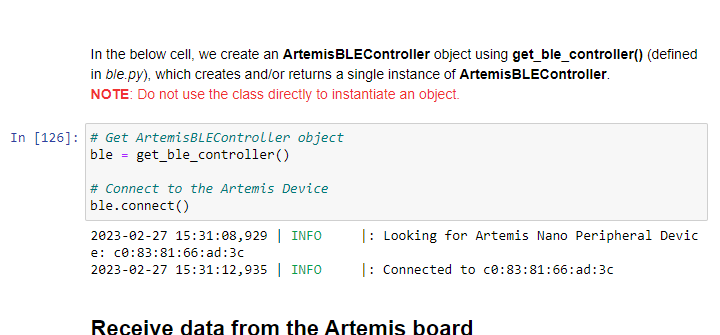 In the below cell, we create an ArtemisBLEController object using get_ble_controller() (defined
in ble.py), which creates and/or returns a single instance of ArtemisBLEController.
NOTE: Do not use the class directly to instantiate an object.
In [126]: # Get ArtemisBLEController object
ble = get_ble_controller()
# Connect to the Artemis Device
ble.connect()
2023-02-27 15:31:08,929 | INFO     |: Looking for Artemis Nano Peripheral Devic
e: c0:83:81:66:ad:3c
2023-02-27 15:31:12,935 | INFO     |: Connected to c0:83:81:66:ad:3c
Receive data from the Artemis board